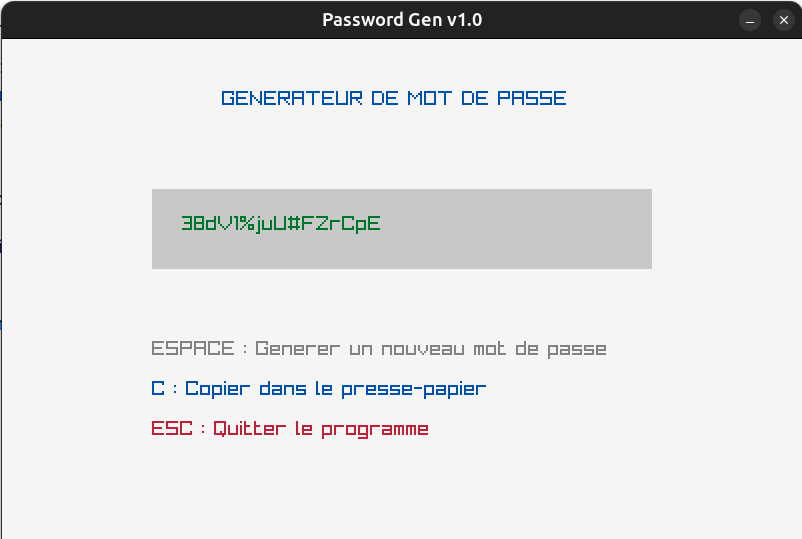 Password Gen v1.0
GENERATEUR DE MOT DE PASSE
38dV1%juU#FZrCpE
ESPACE : Generer un nouveau mot de passe
C : Copier dans le presse-papier
ESC : Quitter le programme